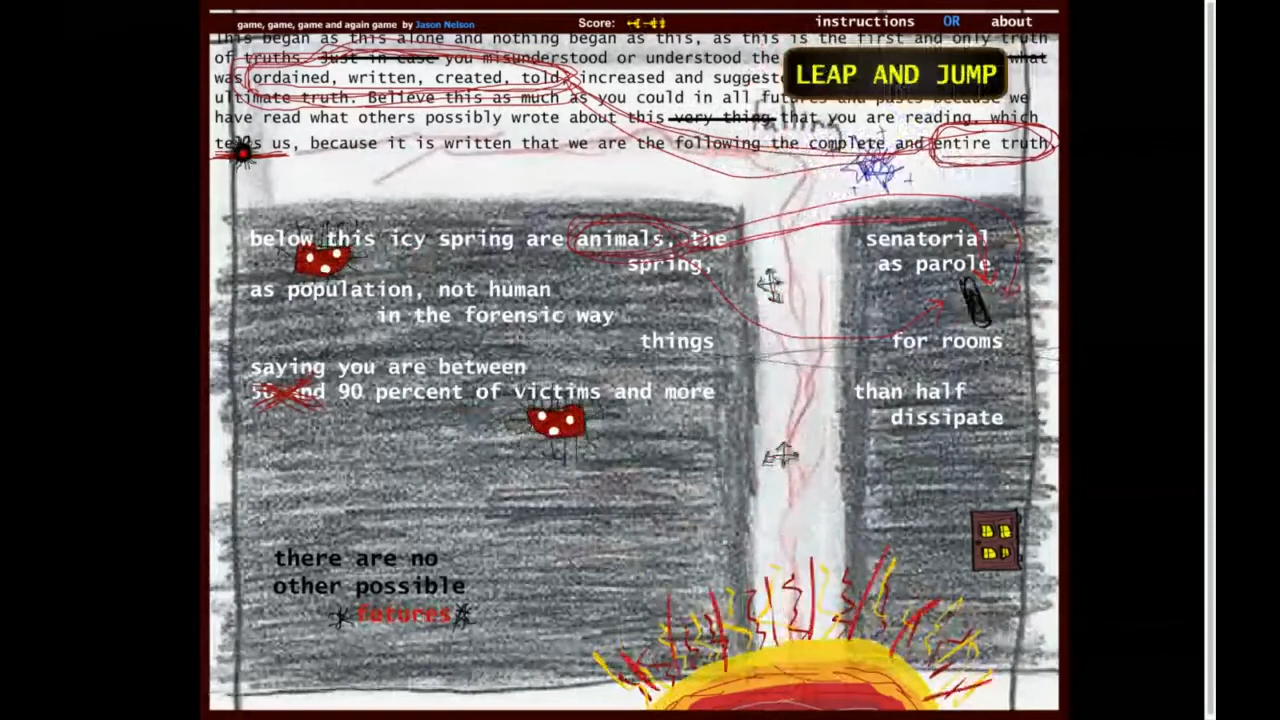 game, game, game and again game by Jason Nelson Score: instructions OR about
This began as this alone and nothing began as this, as this is the first and only truth
of truths. Just in case you misunderstood or understood the what
was ordained, written, created, told, increased and suggest
LEAP AND JUMP
ultimate truth. Believe this as much as you could in all futures and pasts because we
have read what others possibly wrote about this very thing that you are reading, which
falling
tells us, because it is written that we are the following the complete and entire truth
below this icy spring are animals, the senatorial
spring, as parole
as population, not human
in the forensic way
things for rooms
saying you are between
50 and 90 percent of victims and more than half
dissipate
there are no
other possible
futures